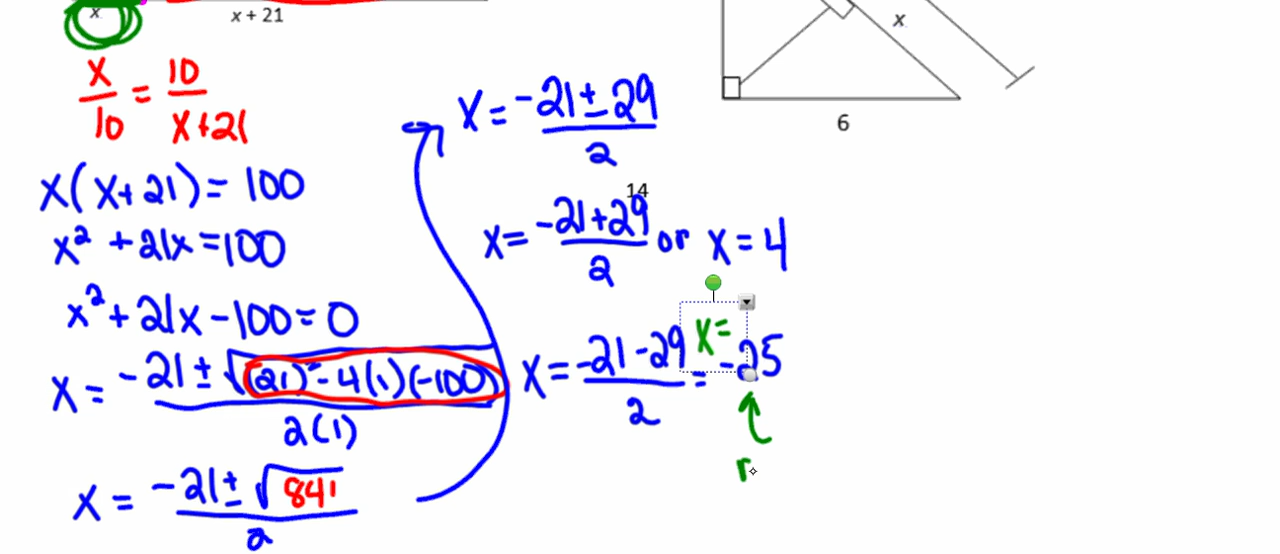 x
x + 21
x/10 = 10/x+21
x(x+21) = 100
x² + 21x = 100
x² + 21x - 100 = 0
x = -21 ± √(21)² - 4(1)(-100) / 2(1)
x = -21 ± √841 / 2
x = -21 ± 29 / 2
14
x = -21 + 29 / 2 or x = 4
x = -21 - 29 / 2 = -25
x =
r
x
6